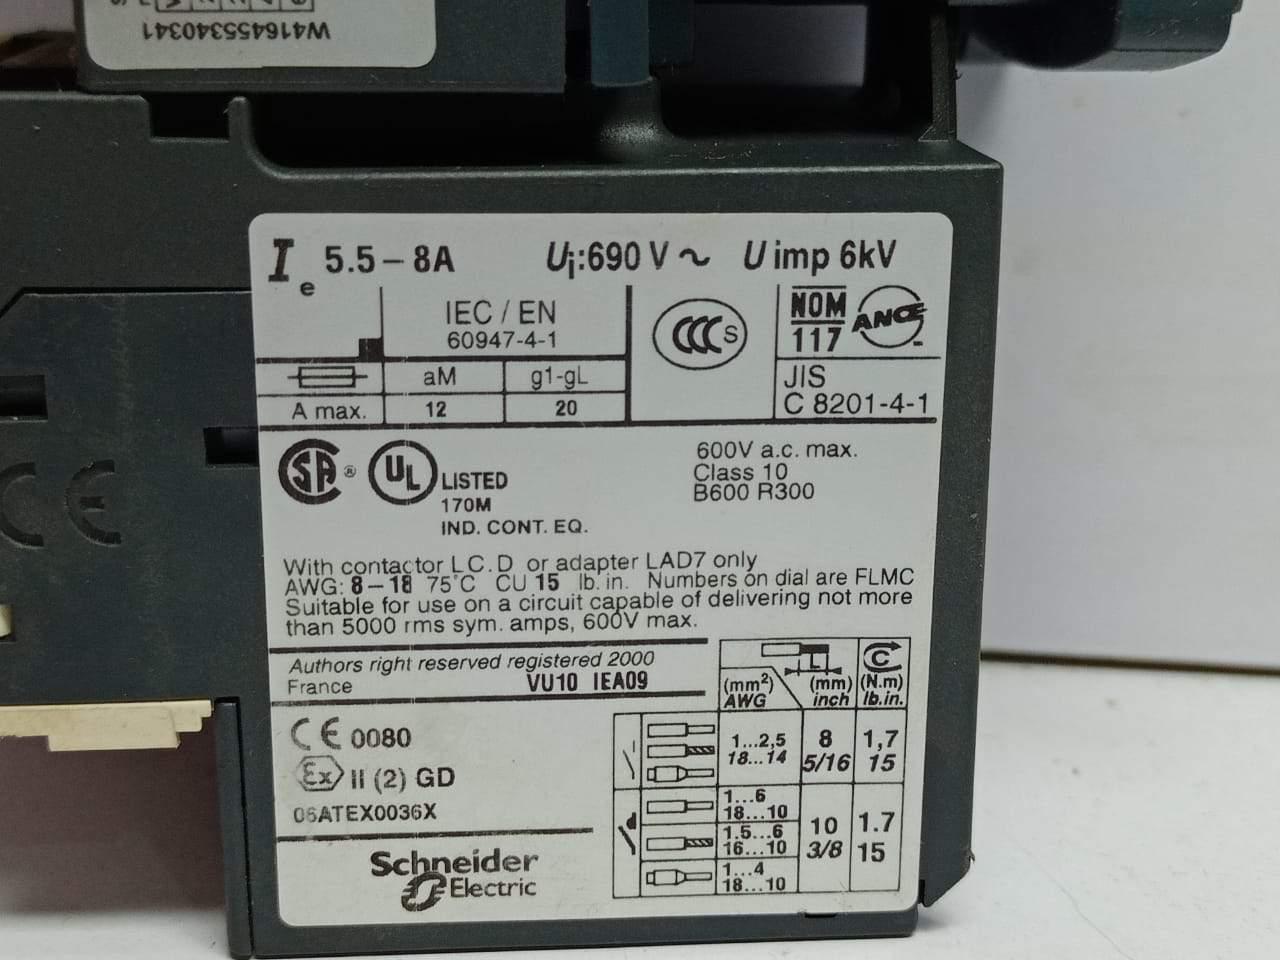 W416455340341
Ie 5.5 – 8A Ui:690 V ~ U imp 6kV
IEC / EN
60947-4-1
aM g1-gL
A max. 12 20
CCC S
NOM
117
ANCE
JIS
C 8201-4-1
SA ® UL LISTED
170M
IND. CONT. EQ.
600V a.c. max.
Class 10
B600 R300
With contactor LC.D or adapter LAD7 only
AWG: 8–18 75°C CU 15 lb.in. Numbers on dial are FLMC
Suitable for use on a circuit capable of delivering not more
than 5000 rms sym. amps, 600V max.
Authors right reserved registered 2000
France VU10 IEA09
CE 0080
Ex II (2) GD
06ATEX0036X
Schneider
Electric
L C
(mm²) (mm) (N.m)
AWG inch lb.in.
1...2,5 8 1,7
18...14 5/16 15
1...6
18...10
1.5...6 10 1.7
16...10 3/8 15
1...4
18...10
CE